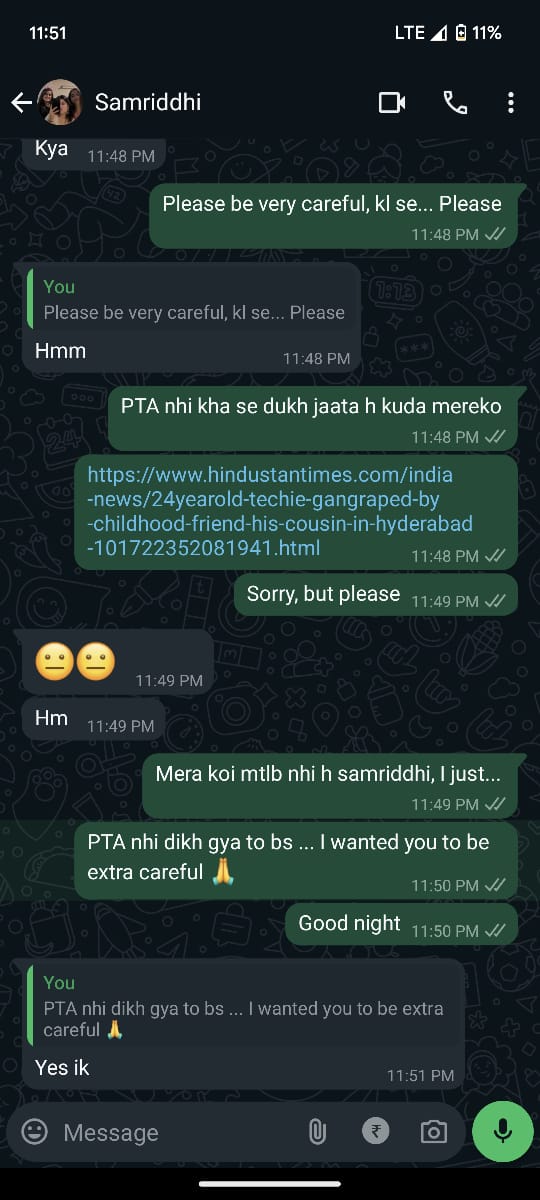 11:51
LTE 11%
Samriddhi
Kya 11:48 PM
Please be very careful, kl se... Please
11:48 PM
You
Please be very careful, kl se... Please
Hmm
11:48 PM
PTA nhi kha se dukh jaata h kuda mereko
11:48 PM
https://www.hindustantimes.com/india
-news/24yearold-techie-gangraped-by
-childhood-friend-his-cousin-in-hyderabad
-101722352081941.html
11:48 PM
Sorry, but please 11:49 PM
11:49 PM
Hm 11:49 PM
Mera koi mtlb nhi h samriddhi, I just...
11:49 PM
PTA nhi dikh gya to bs ... I wanted you to be
extra careful 🙏
11:50 PM
Good night 11:50 PM
You
PTA nhi dikh gya to bs ... I wanted you to be extra
careful 🙏
Yes ik
11:51 PM
Message